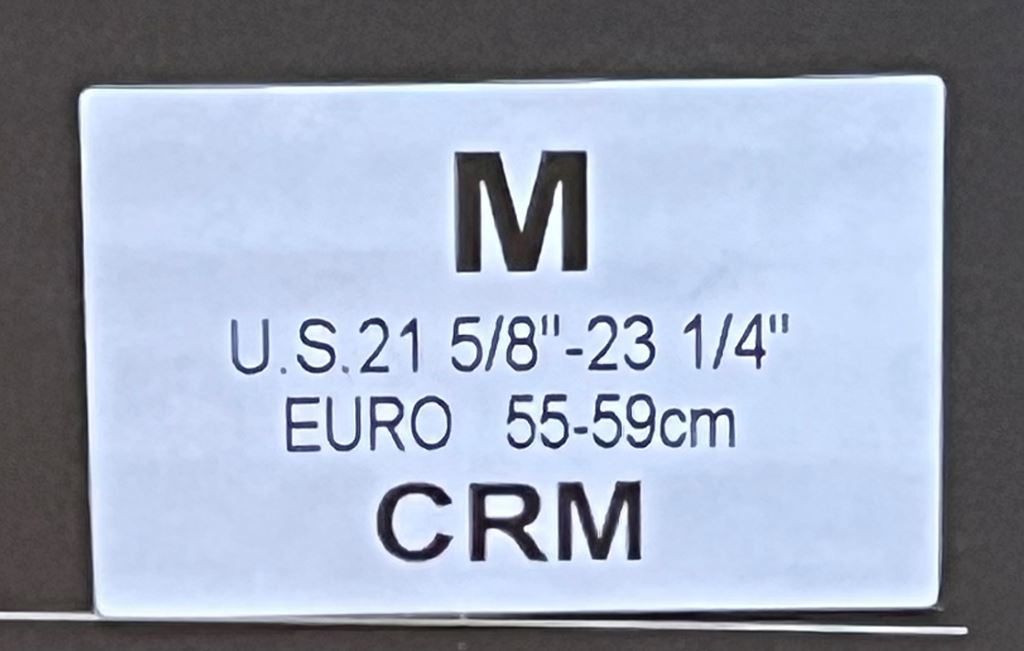 M
U.S.21 5/8"-23 1/4"
EURO 55-59cm
CRM